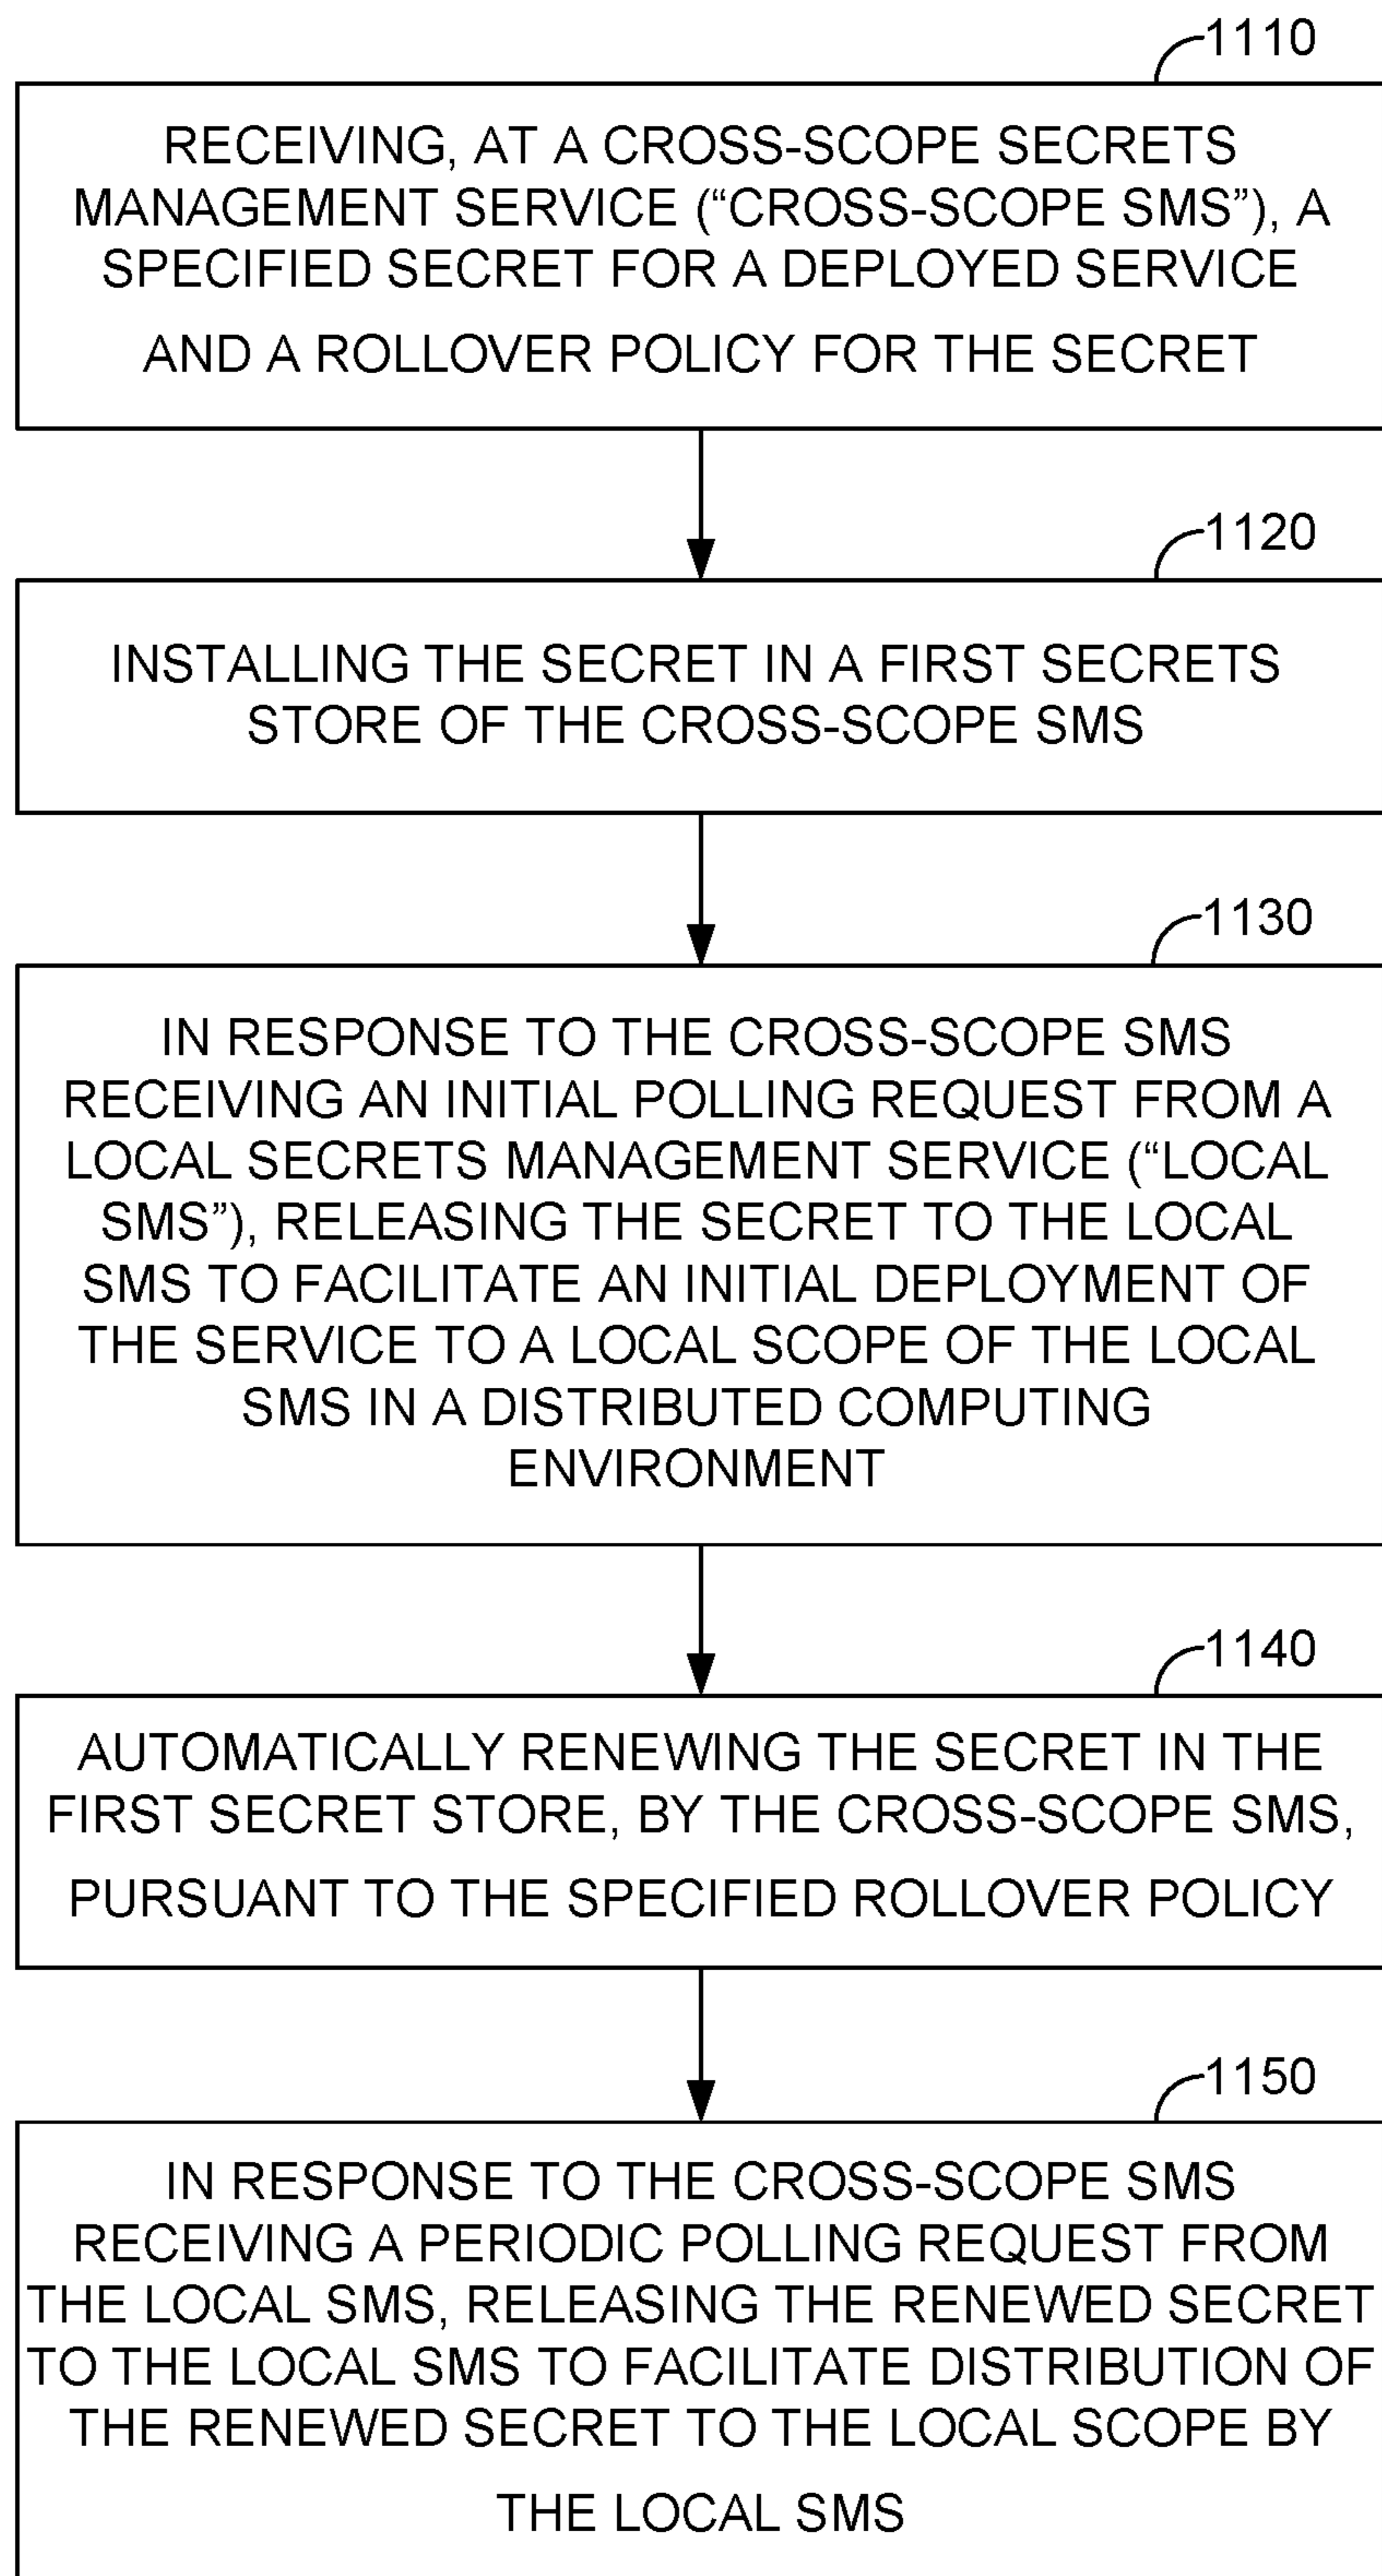 1110
RECEIVING, AT A CROSS-SCOPE SECRETS
MANAGEMENT SERVICE (“CROSS-SCOPE SMS”), A
SPECIFIED SECRET FOR A DEPLOYED SERVICE
AND A ROLLOVER POLICY FOR THE SECRET
1120
INSTALLING THE SECRET IN A FIRST SECRETS
STORE OF THE CROSS-SCOPE SMS
1130
IN RESPONSE TO THE CROSS-SCOPE SMS
RECEIVING AN INITIAL POLLING REQUEST FROM A
LOCAL SECRETS MANAGEMENT SERVICE (“LOCAL
SMS”), RELEASING THE SECRET TO THE LOCAL
SMS TO FACILITATE AN INITIAL DEPLOYMENT OF
THE SERVICE TO A LOCAL SCOPE OF THE LOCAL
SMS IN A DISTRIBUTED COMPUTING
ENVIRONMENT
1140
AUTOMATICALLY RENEWING THE SECRET IN THE
FIRST SECRET STORE, BY THE CROSS-SCOPE SMS,
PURSUANT TO THE SPECIFIED ROLLOVER POLICY
1150
IN RESPONSE TO THE CROSS-SCOPE SMS
RECEIVING A PERIODIC POLLING REQUEST FROM
THE LOCAL SMS, RELEASING THE RENEWED SECRET
TO THE LOCAL SMS TO FACILITATE DISTRIBUTION OF
THE RENEWED SECRET TO THE LOCAL SCOPE BY
THE LOCAL SMS